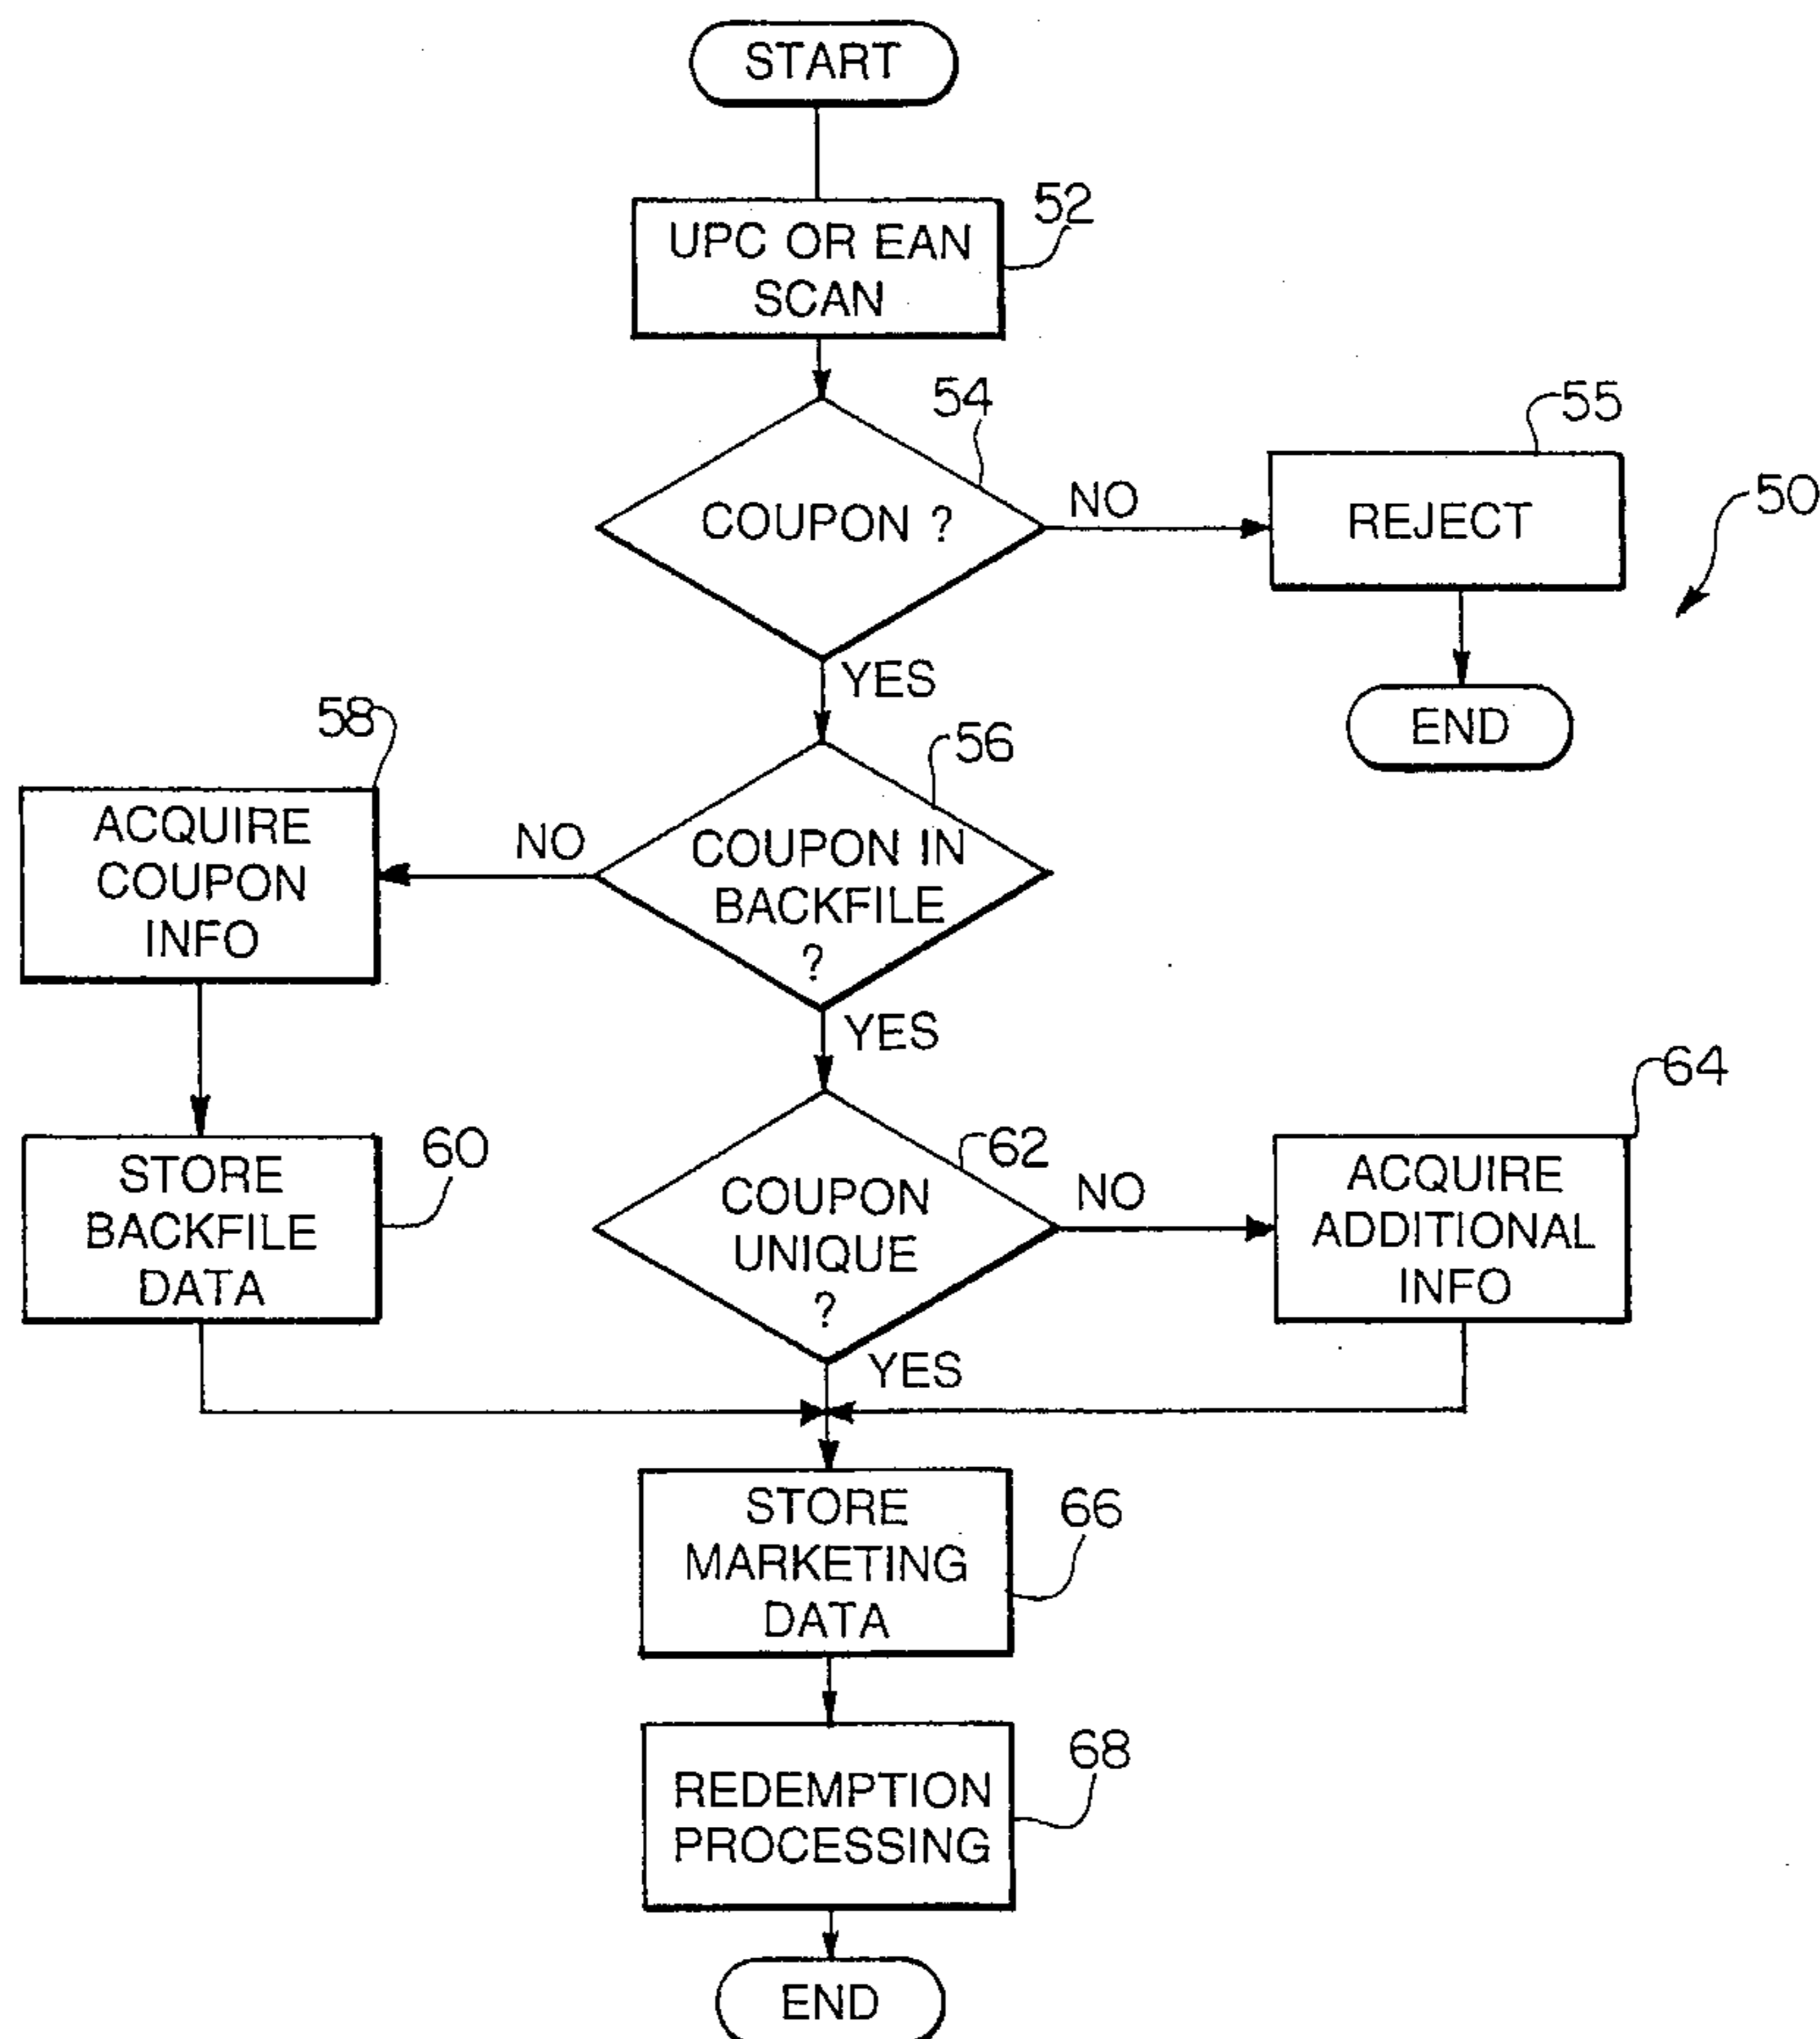 START
52
UPC OR EAN
SCAN
54
55
COUPON ?
NO
REJECT
50
YES
END
58
56
ACQUIRE
COUPON
INFO
NO
COUPON IN
BACKFILE
?
YES
64
60
62
STORE
BACKFILE
DATA
COUPON
UNIQUE
?
NO
ACQUIRE
ADDITIONAL
INFO
YES
STORE
MARKETING
DATA
66
REDEMPTION
PROCESSING
68
END